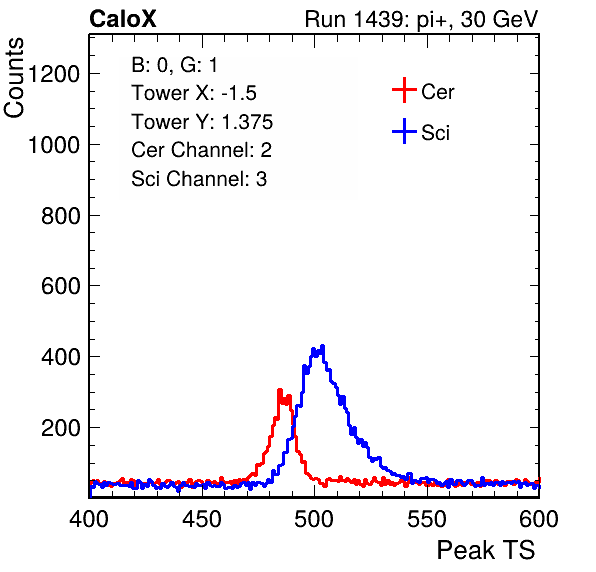 CaloX Run 1439: pi+, 30 GeV
Counts
B: 0, G: 1
Tower X: -1.5
Tower Y: 1.375
Cer Channel: 2
Sci Channel: 3
Cer
Sci
1200
1000
800
600
400
200
400 450 500 550 600
Peak TS